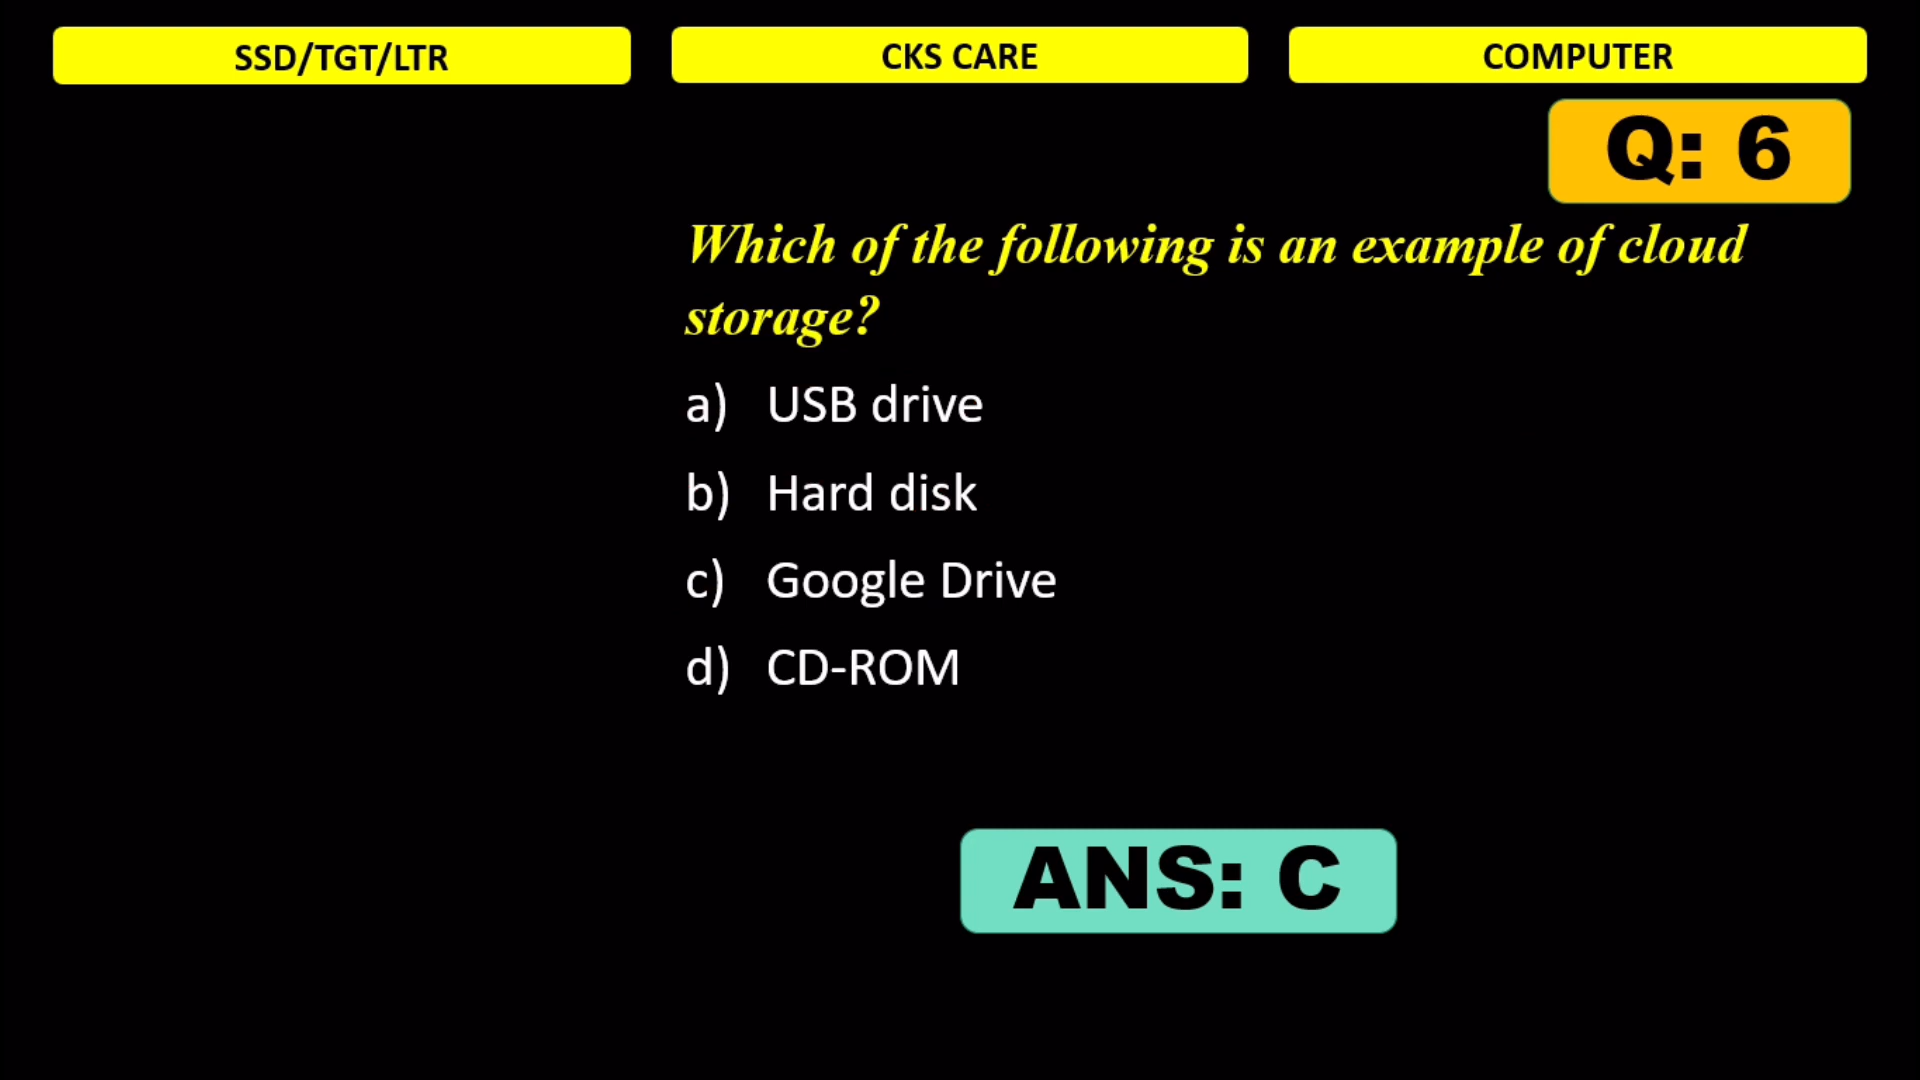 SSD/TGT/LTR
CKS CARE
COMPUTER
Q: 6
Which of the following is an example of cloud
storage?
a) USB drive
b) Hard disk
c) Google Drive
d) CD-ROM
ANS: C